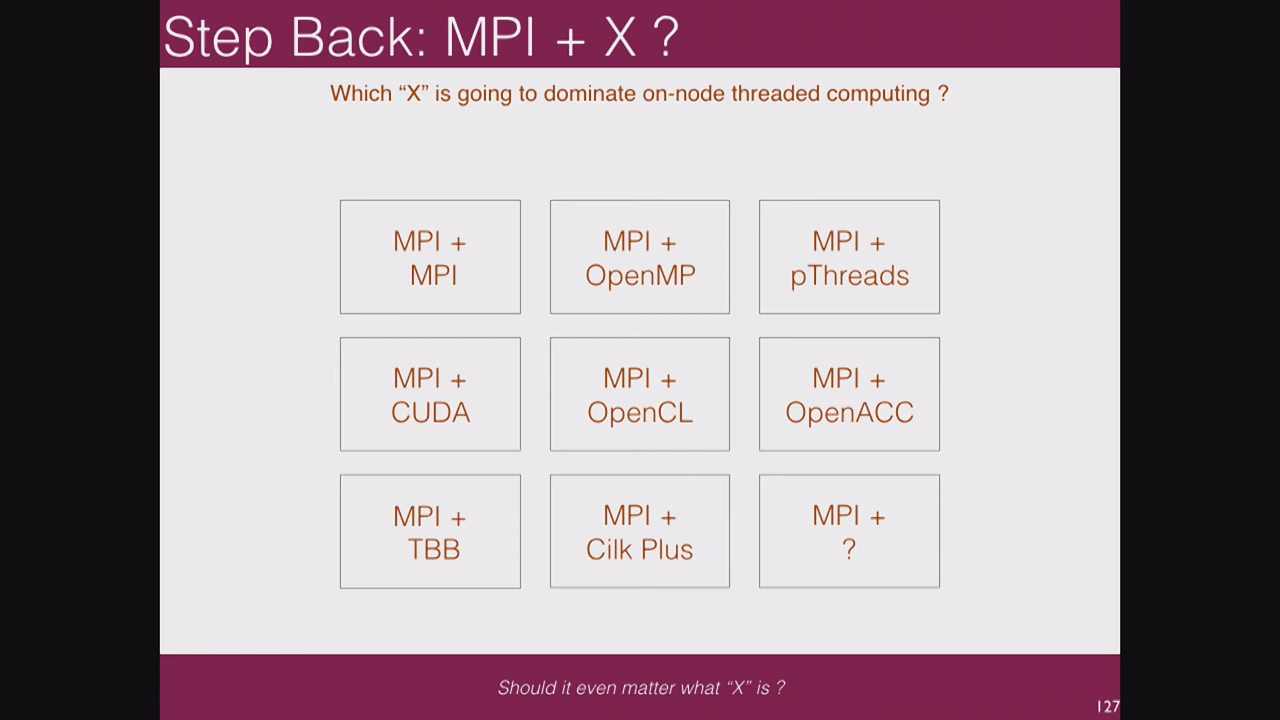 Step Back: MPI + X ?
Which “X” is going to dominate on-node threaded computing ?
MPI +
MPI
MPI +
OpenMP
MPI +
pThreads
MPI +
CUDA
MPI +
OpenCL
MPI +
OpenACC
MPI +
TBB
MPI +
Cilk Plus
MPI +
?
Should it even matter what “X” is ?
127